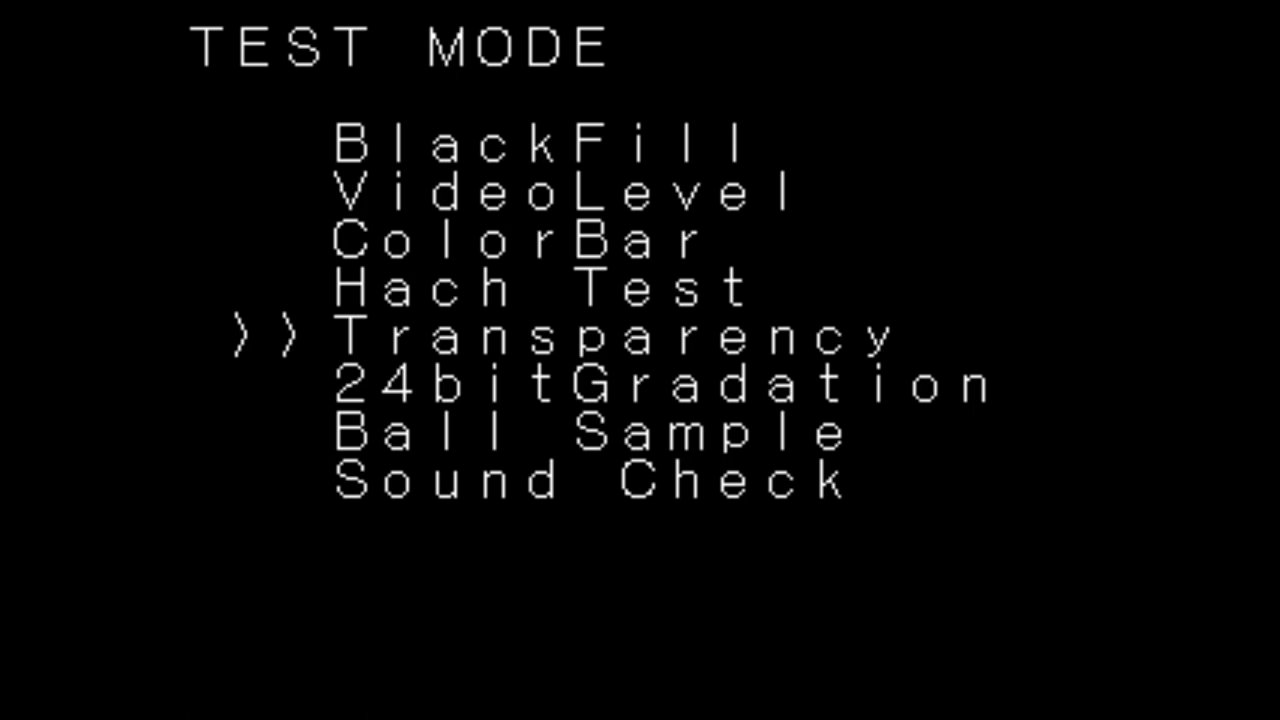 TEST MODE
BlackFill
VideoLevel
ColorBar
Hach Test
》》Transparency
24bitGradation
Ball Sample
Sound Check